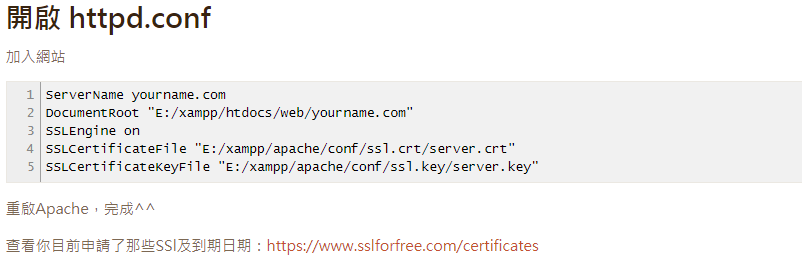 開啟 httpd.conf
加入網站
1 ServerName yourname.com
2 DocumentRoot "E:/xampp/htdocs/web/yourname.com"
3 SSLEngine on
4 SSLCertificateFile "E:/xampp/apache/conf/ssl.crt/server.crt"
5 SSLCertificateKeyFile "E:/xampp/apache/conf/ssl.key/server.key"
重啟Apache，完成^^
查看你目前申請了那些SSl及到期日期：https://www.sslforfree.com/certificates